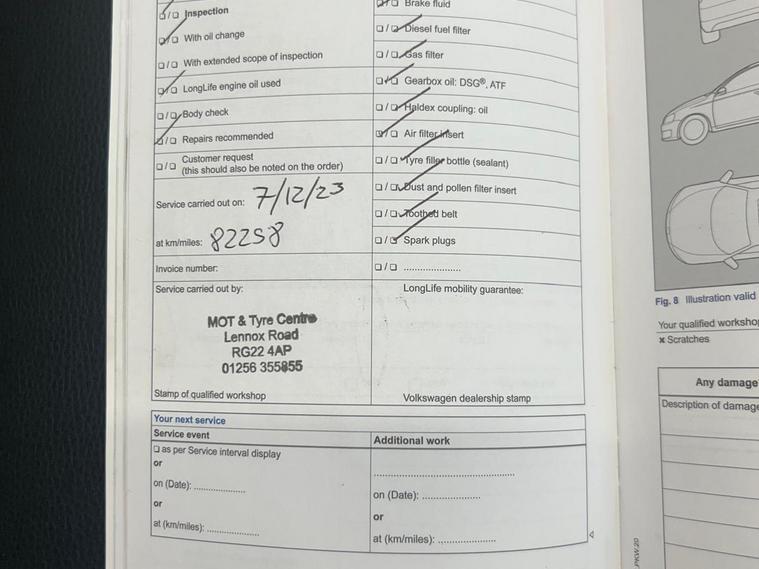 ☐/☐ Inspection
☐/☐ With oil change
☐/☐ With extended scope of inspection
☐/☐ LongLife engine oil used
☐/☐ Body check
☐/☐ Repairs recommended
☐/☐ Customer request
(this should also be noted on the order)
Service carried out on: 7/12/23
at km/miles: 82258
Invoice number:
Service carried out by:
MOT & Tyre Centre
Lennox Road
RG22 4AP
01256 355855
Stamp of qualified workshop
☐/☐ Brake fluid
☐/☐ Diesel fuel filter
☐/☐ Gas filter
☐/☐ Gearbox oil: DSG®, ATF
☐/☐ Haldex coupling: oil
☐/☐ Air filter insert
☐/☐ Tyre filler bottle (sealant)
☐/☐ Dust and pollen filter insert
☐/☐ Toothed belt
☐/☐ Spark plugs
☐/☐ .....................
LongLife mobility guarantee:
Volkswagen dealership stamp
Your next service
Service event
☐ as per Service interval display
or
on (Date): ..................
or
at (km/miles): ..................
Additional work
..................................................
on (Date): ....................
or
at (km/miles): ....................
Fig. 8 Illustration valid
Your qualified
× Scratches
Any damage
Description of
PKW.20